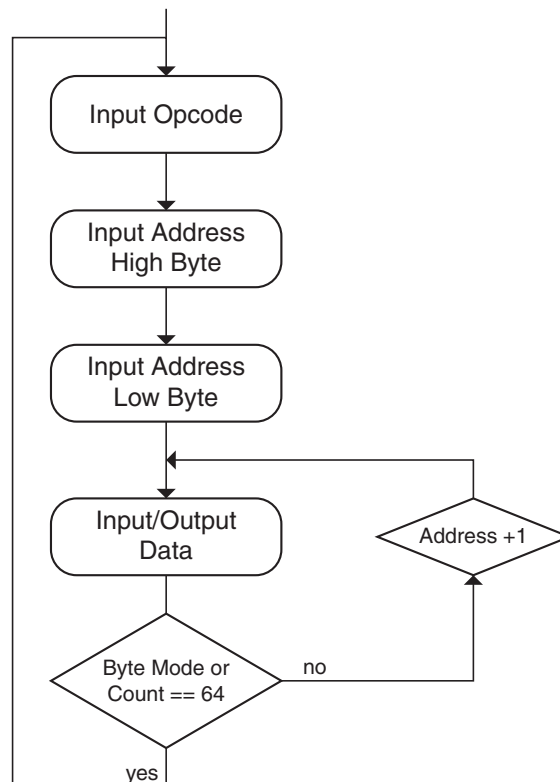 Input Opcode
Input Address
High Byte
Input Address
Low Byte
Input/Output
Data
Address +1
Byte Mode or
Count == 64
no
yes